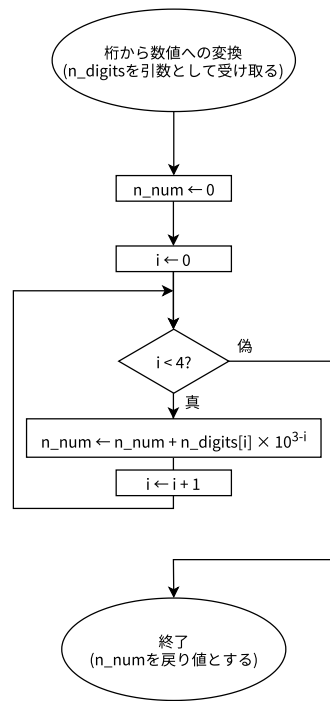 桁から数値への変換
(n_digitsを引数として受け取る)
n_num ← 0
i ← 0
i < 4?
偽
真
n_num ← n_num + n_digits[i] × 10³⁻ⁱ
i ← i + 1
終了
(n_numを戻り値とする)